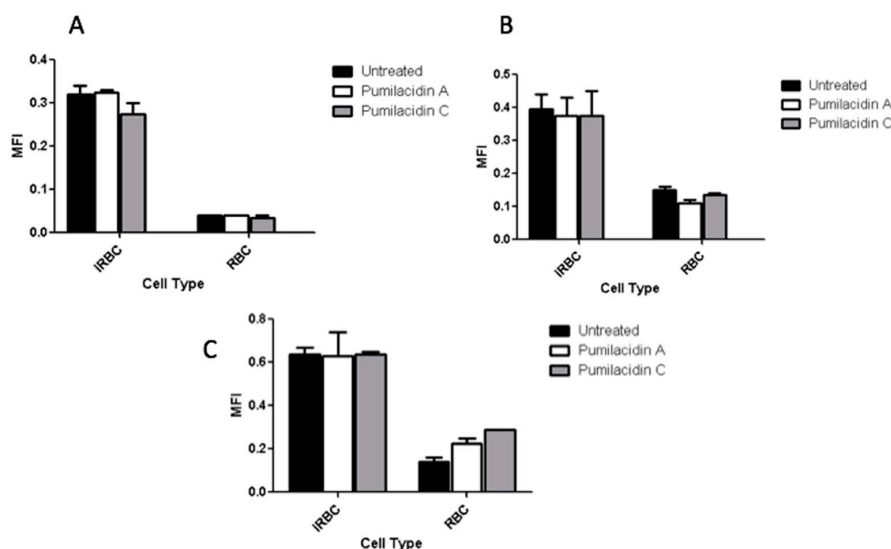 A
0.4
0.3
0.2
0.1
0.0
MFI
IRBC
RBC
Cell Type
Untreated
Pumilacidin A
Pumilacidin C
B
0.5
0.4
0.3
0.2
0.1
0.0
MFI
IRBC
RBC
Cell Type
Untreated
Pumilacidin A
Pumilacidin C
C
0.8
0.6
0.4
0.2
0.0
MFI
IRBC
RBC
Cell Type
Untreated
Pumilacidin A
Pumilacidin C